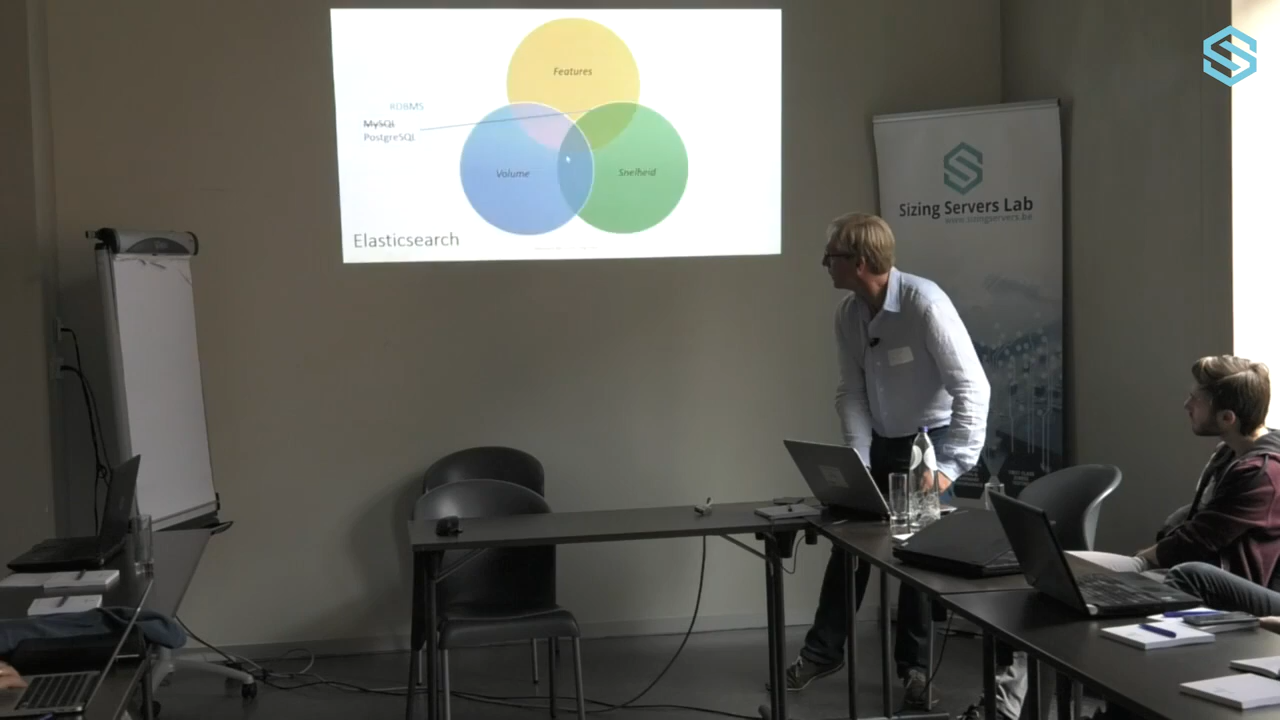 Features
RDBMS
MySQL
PostgreSQL
Volume
Snelheid
Elasticsearch
Sizing Servers Lab
www.sizingservers.be